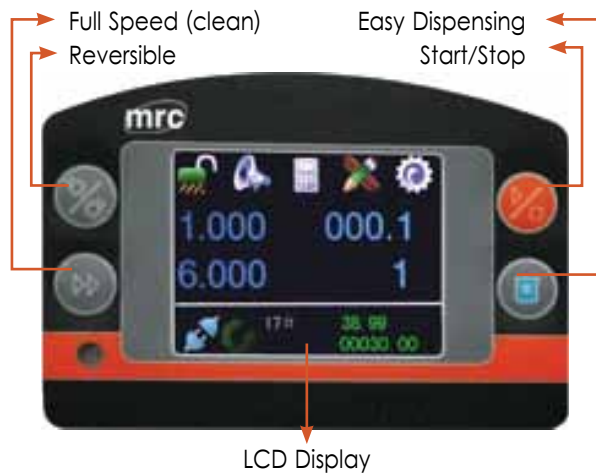 Full Speed (clean) Easy Dispensing
Reversible Start/Stop
mrc
1.000 000.1
6.000 1
17# 38.99
00030.00
LCD Display